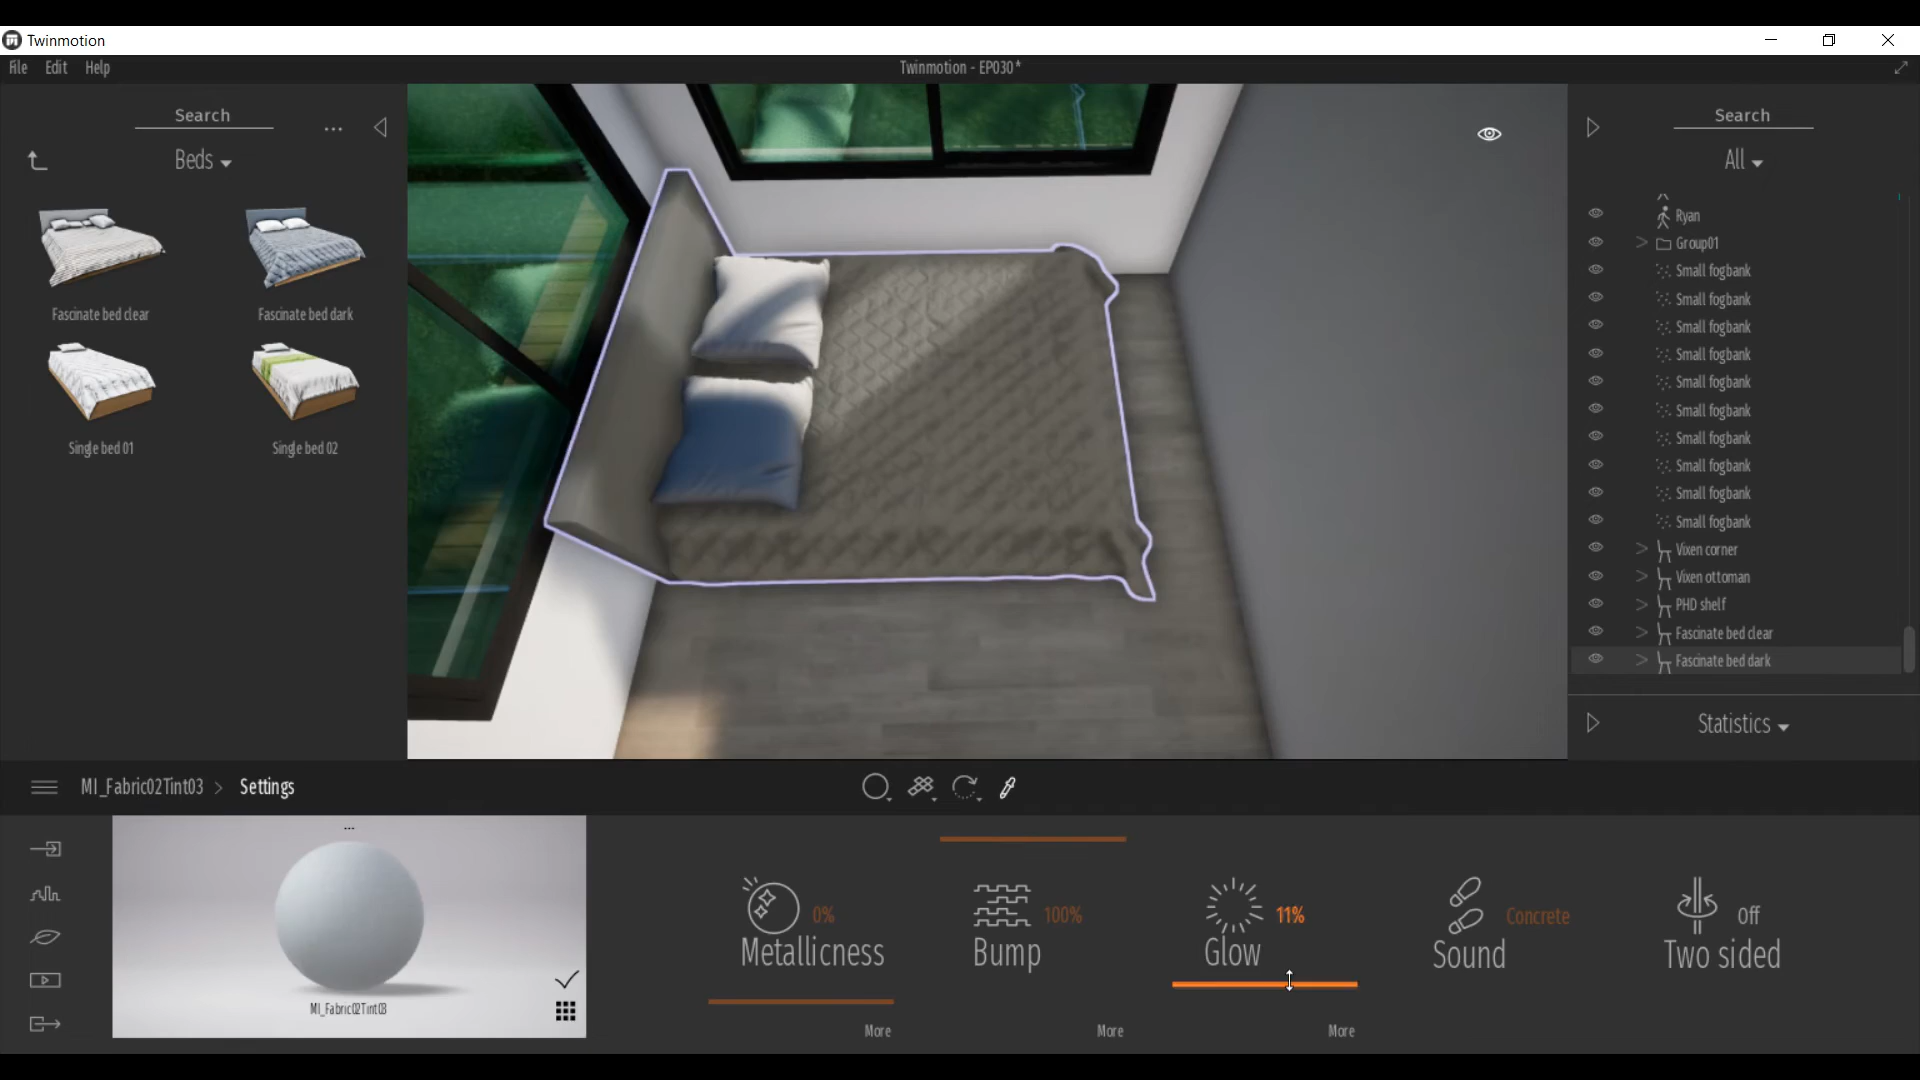 Twinmotion
File Edit Help
Twinmotion - EP030*
Search
...
Beds
Fascinate bed clear
Fascinate bed dark
Single bed 01
Single bed 02
Search
All
Ryan
Group01
Small fogbank
Small fogbank
Small fogbank
Small fogbank
Small fogbank
Small fogbank
Small fogbank
Small fogbank
Small fogbank
Small fogbank
Vixen corner
Vixen ottoman
PHD shelf
Fascinate bed clear
Fascinate bed dark
Statistics
MI_Fabric02Tint03 > Settings
...
MI_Fabric02Tint03
0%
Metallicness
More
100%
Bump
More
11%
Glow
More
Concrete
Sound
Off
Two sided